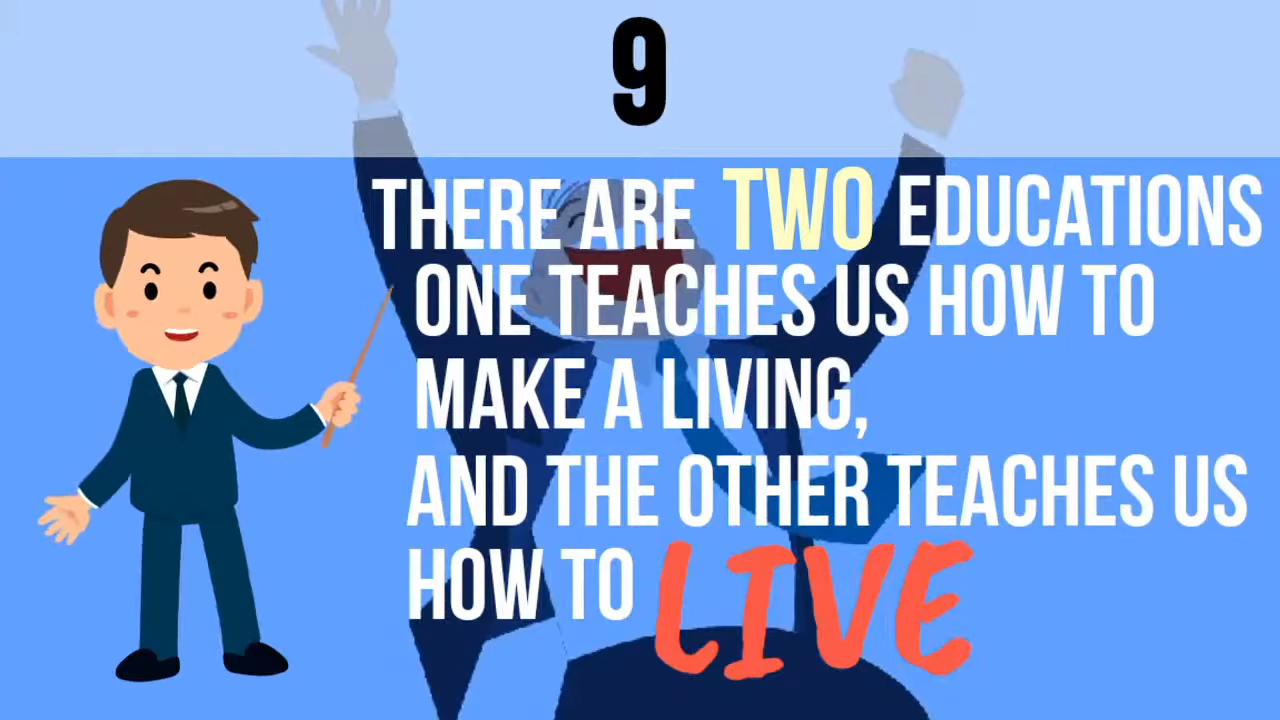 9
THERE ARE TWO EDUCATIONS
ONE TEACHES US HOW TO
MAKE A LIVING,
AND THE OTHER TEACHES US
HOW TO LIVE